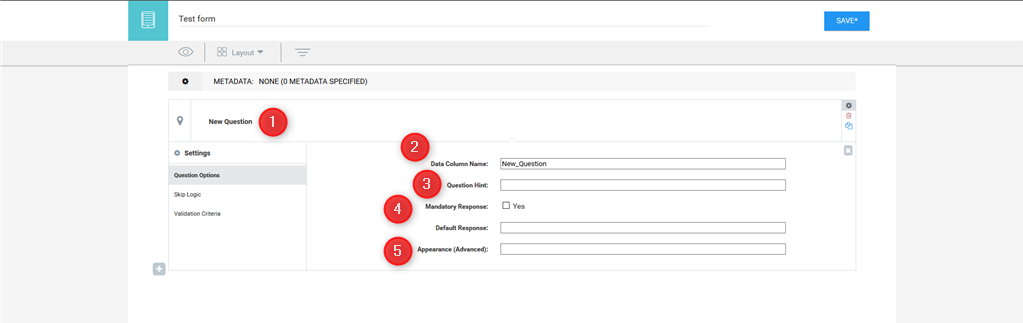 Test form
SAVE*
Layout
METADATA: NONE (0 METADATA SPECIFIED)
New Question 1
2
Settings
Data Column Name: New_Question
Question Options
3 Question Hint:
Skip Logic
4 Mandatory Response: Yes
Validation Criteria
Default Response:
5 Appearance (Advanced):